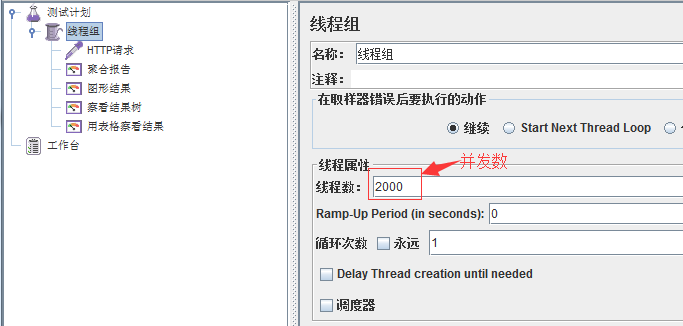 测试计划
线程组
HTTP请求
聚合报告
图形结果
察看结果树
用表格察看结果
工作台
线程组
名称： 线程组
注释：
在取样器错误后要执行的动作
继续 Start Next Thread Loop
线程属性
并发数
线程数： 2000
Ramp-Up Period (in seconds): 0
循环次数 永远 1
Delay Thread creation until needed
调度器